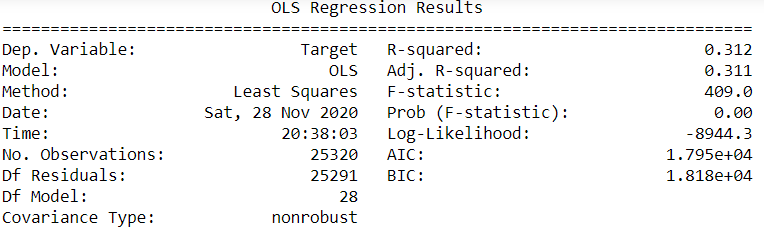 OLS Regression Results
==============================================================================
Dep. Variable: Target R-squared: 0.312
Model: OLS Adj. R-squared: 0.311
Method: Least Squares F-statistic: 409.0
Date: Sat, 28 Nov 2020 Prob (F-statistic): 0.00
Time: 20:38:03 Log-Likelihood: -8944.3
No. Observations: 25320 AIC: 1.795e+04
Df Residuals: 25291 BIC: 1.818e+04
Df Model: 28
Covariance Type: nonrobust